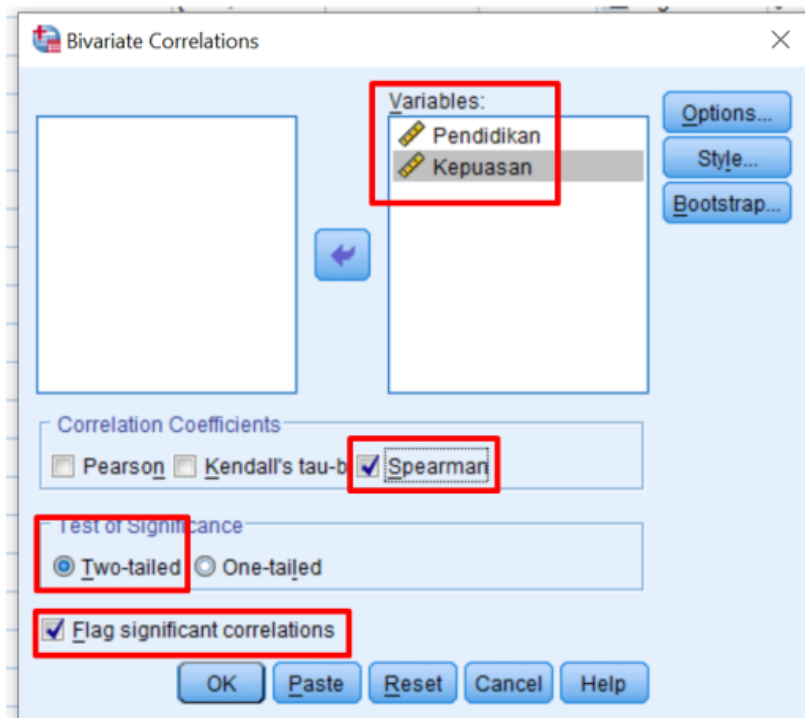 Bivariate Correlations
Variables:
Pendidikan
Kepuasan
Options...
Style...
Bootstrap...
Correlation Coefficients
Pearson Kendall's tau-b Spearman
Test of Significance
Two-tailed One-tailed
Flag significant correlations
OK Paste Reset Cancel Help